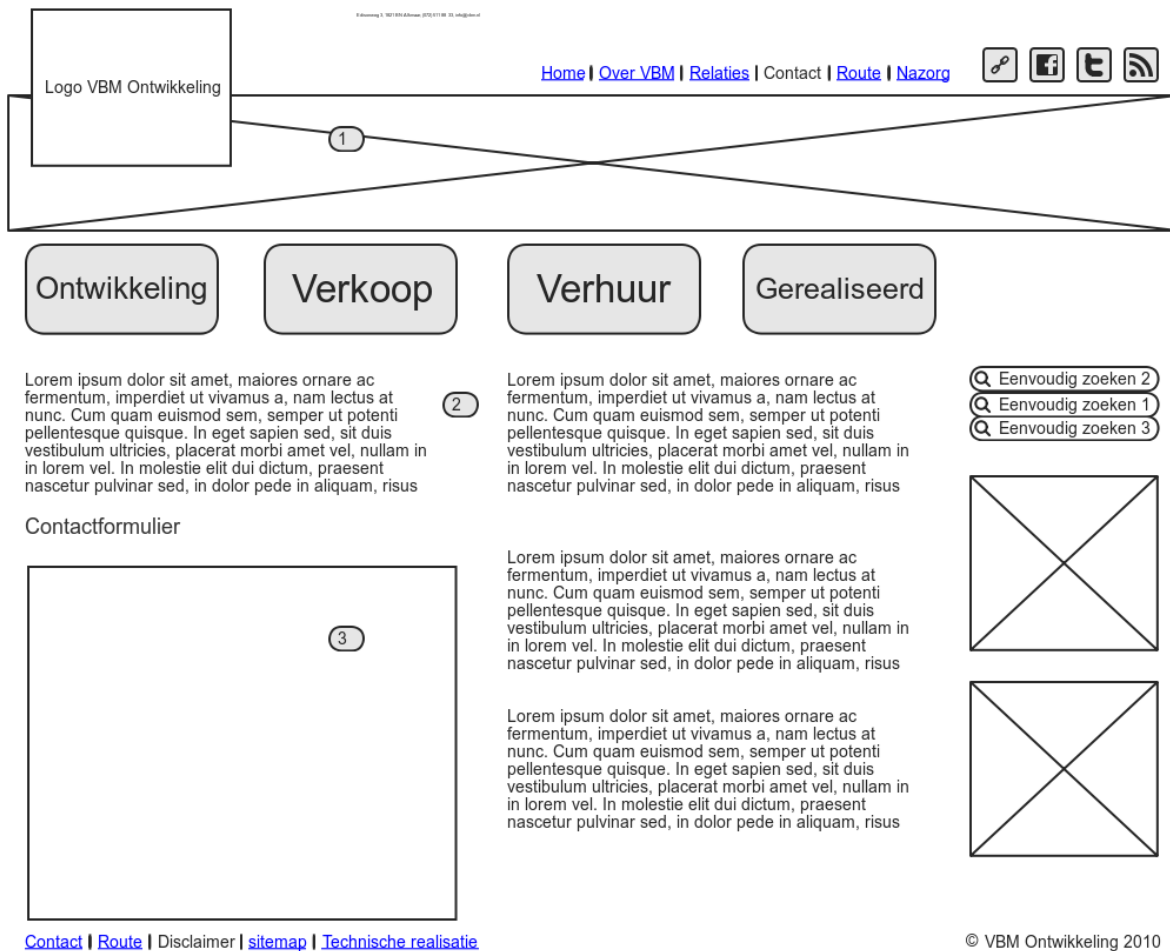 Logo VBM Ontwikkeling
Home | Over VBM | Relaties | Contact | Route | Nazorg
1
Ontwikkeling
Verkoop
Verhuur
Gerealiseerd
Lorem ipsum dolor sit amet, maiores ornare ac
fermentum, imperdiet ut vivamus a, nam lectus at
nunc. Cum quam euismod sem, semper ut potenti
pellentesque quisque. In eget sapien sed, sit duis
vestibulum ultricies, placerat morbi amet vel, nullam in
in lorem vel. In molestie elit dui dictum, praesent
nascetur pulvinar sed, in dolor pede in aliquam, risus
2
Contactformulier
3
Lorem ipsum dolor sit amet, maiores ornare ac
fermentum, imperdiet ut vivamus a, nam lectus at
nunc. Cum quam euismod sem, semper ut potenti
pellentesque quisque. In eget sapien sed, sit duis
vestibulum ultricies, placerat morbi amet vel, nullam in
in lorem vel. In molestie elit dui dictum, praesent
nascetur pulvinar sed, in dolor pede in aliquam, risus
Lorem ipsum dolor sit amet, maiores ornare ac
fermentum, imperdiet ut vivamus a, nam lectus at
nunc. Cum quam euismod sem, semper ut potenti
pellentesque quisque. In eget sapien sed, sit duis
vestibulum ultricies, placerat morbi amet vel, nullam in
in lorem vel. In molestie elit dui dictum, praesent
nascetur pulvinar sed, in dolor pede in aliquam, risus
Lorem ipsum dolor sit amet, maiores ornare ac
fermentum, imperdiet ut vivamus a, nam lectus at
nunc. Cum quam euismod sem, semper ut potenti
pellentesque quisque. In eget sapien sed, sit duis
vestibulum ultricies, placerat morbi amet vel, nullam in
in lorem vel. In molestie elit dui dictum, praesent
nascetur pulvinar sed, in dolor pede in aliquam, risus
Eenvoudig zoeken 2
Eenvoudig zoeken 1
Eenvoudig zoeken 3
Contact | Route | Disclaimer | sitemap | Technische realisatie
© VBM Ontwikkeling 2010